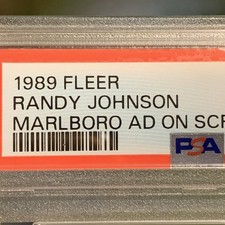 1989 FLEER
RANDY JOHNSON
MARLBORO AD ON SCR
PSA